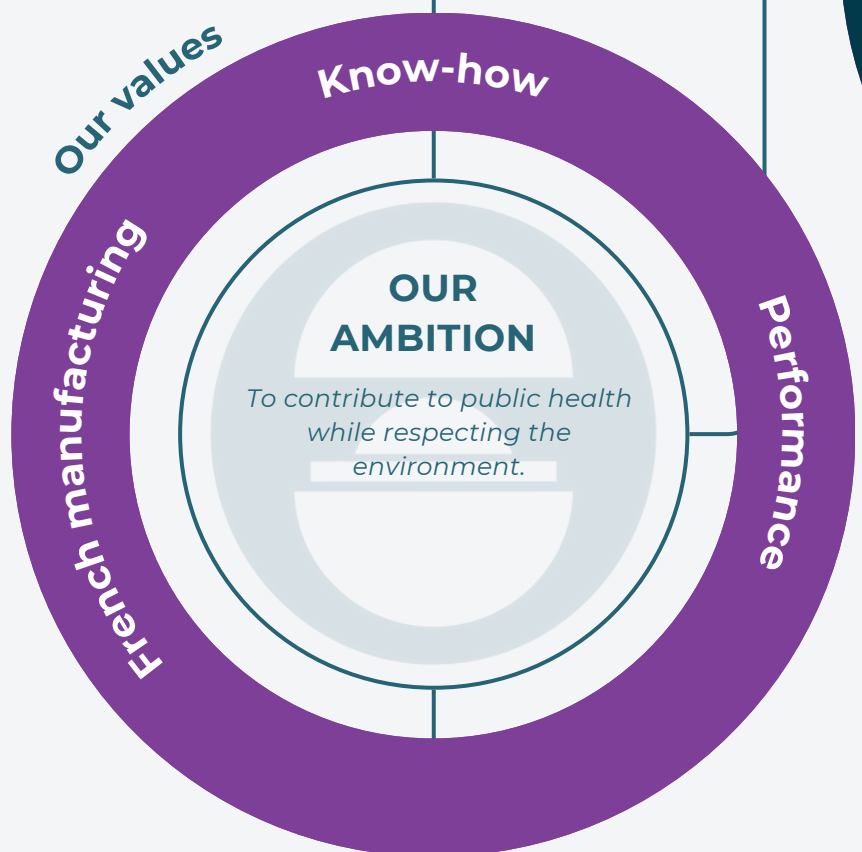 Our values
Know-how
French manufacturing
Performance
OUR
AMBITION
To contribute to public health
while respecting the
environment.